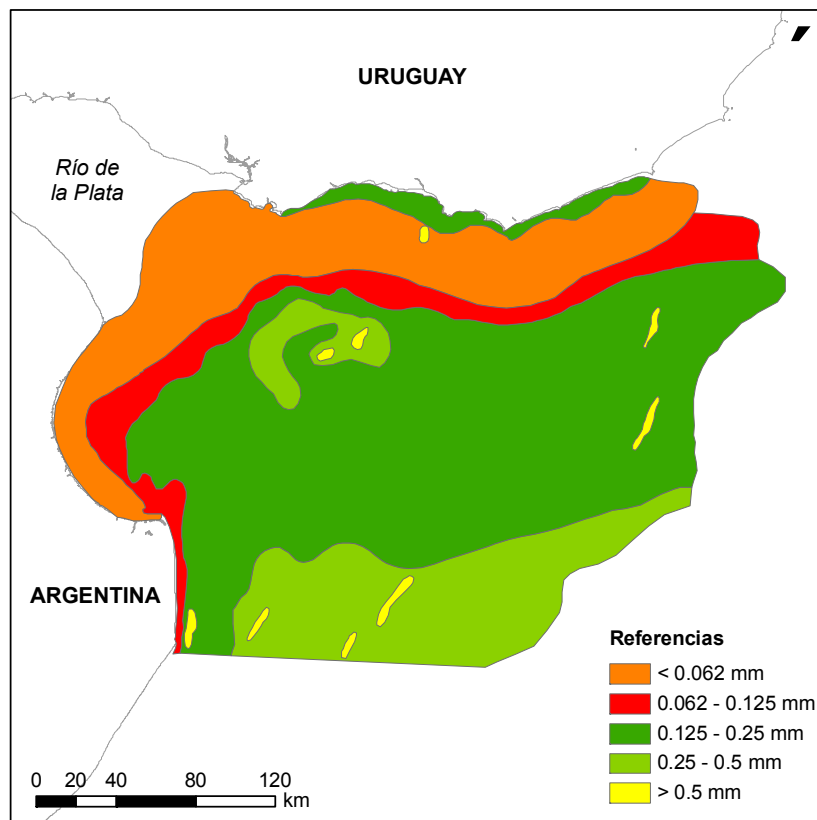 URUGUAY
Río de
la Plata
ARGENTINA
Referencias
< 0.062 mm
0.062 - 0.125 mm
0.125 - 0.25 mm
0.25 - 0.5 mm
> 0.5 mm
0 20 40 80 120
km